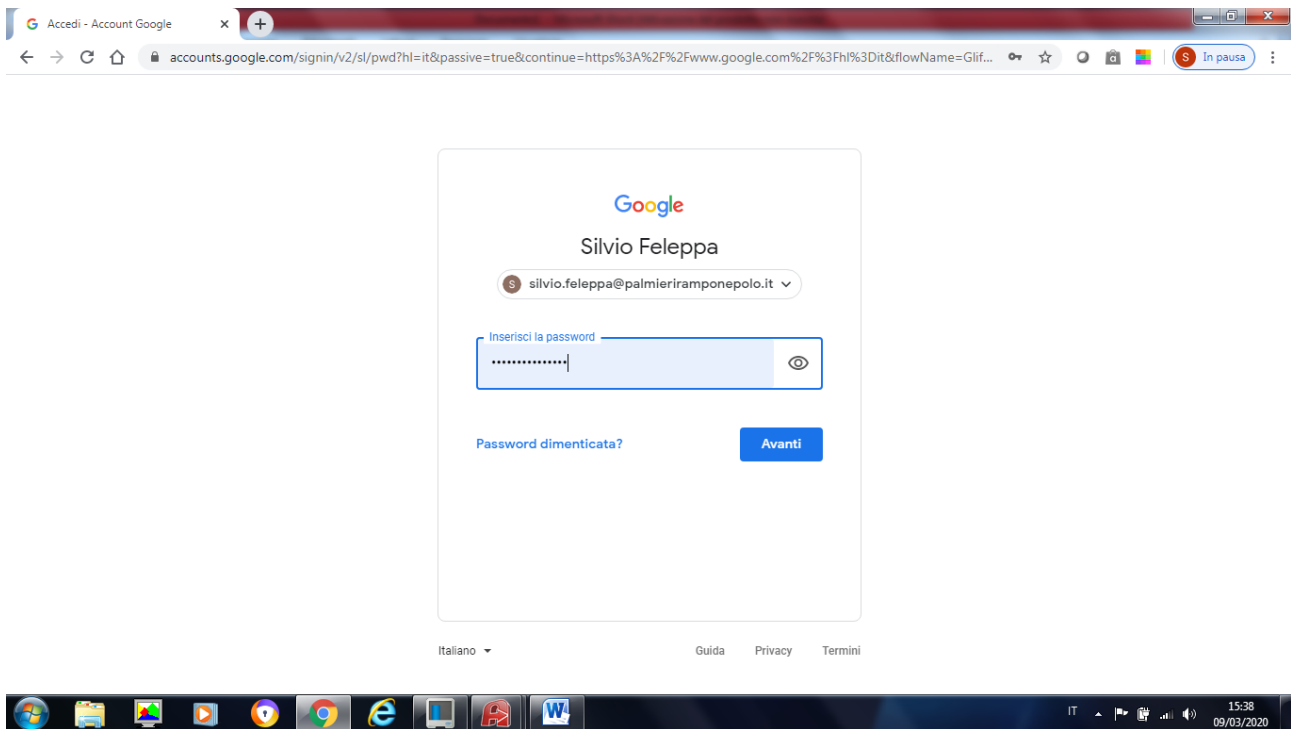 Accedi - Account Google
accounts.google.com/signin/v2/sl/pwd?hl=it&passive=true&continue=https%3A%2F%2Fwww.google.com%2F%3Fhl%3Dit&flowName=Glif...
S In pausa
Google
Silvio Feleppa
S silvio.feleppa@palmieriramponepolo.it
Inserisci la password
•••••••••••••••
Password dimenticata?
Avanti
Italiano
Guida Privacy Termini
IT
15:38
09/03/2020